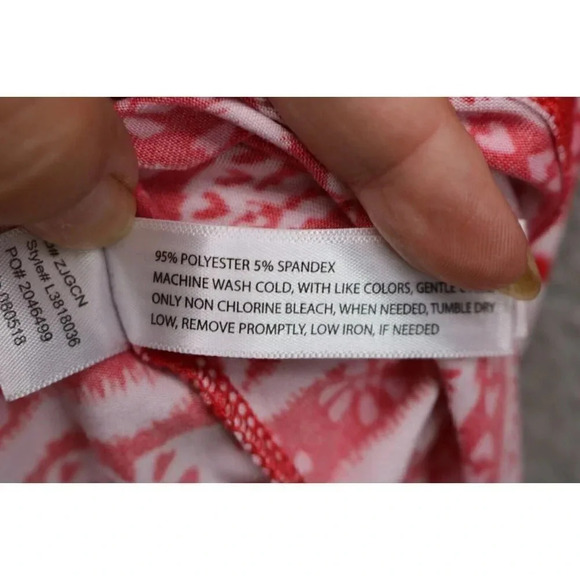 # ZJGCN
Style# L3818036
PO# 2046499
080518
95% POLYESTER 5% SPANDEX
MACHINE WASH COLD, WITH LIKE COLORS, GENTLE
ONLY NON CHLORINE BLEACH, WHEN NEEDED, TUMBLE DRY
LOW, REMOVE PROMPTLY, LOW IRON, IF NEEDED